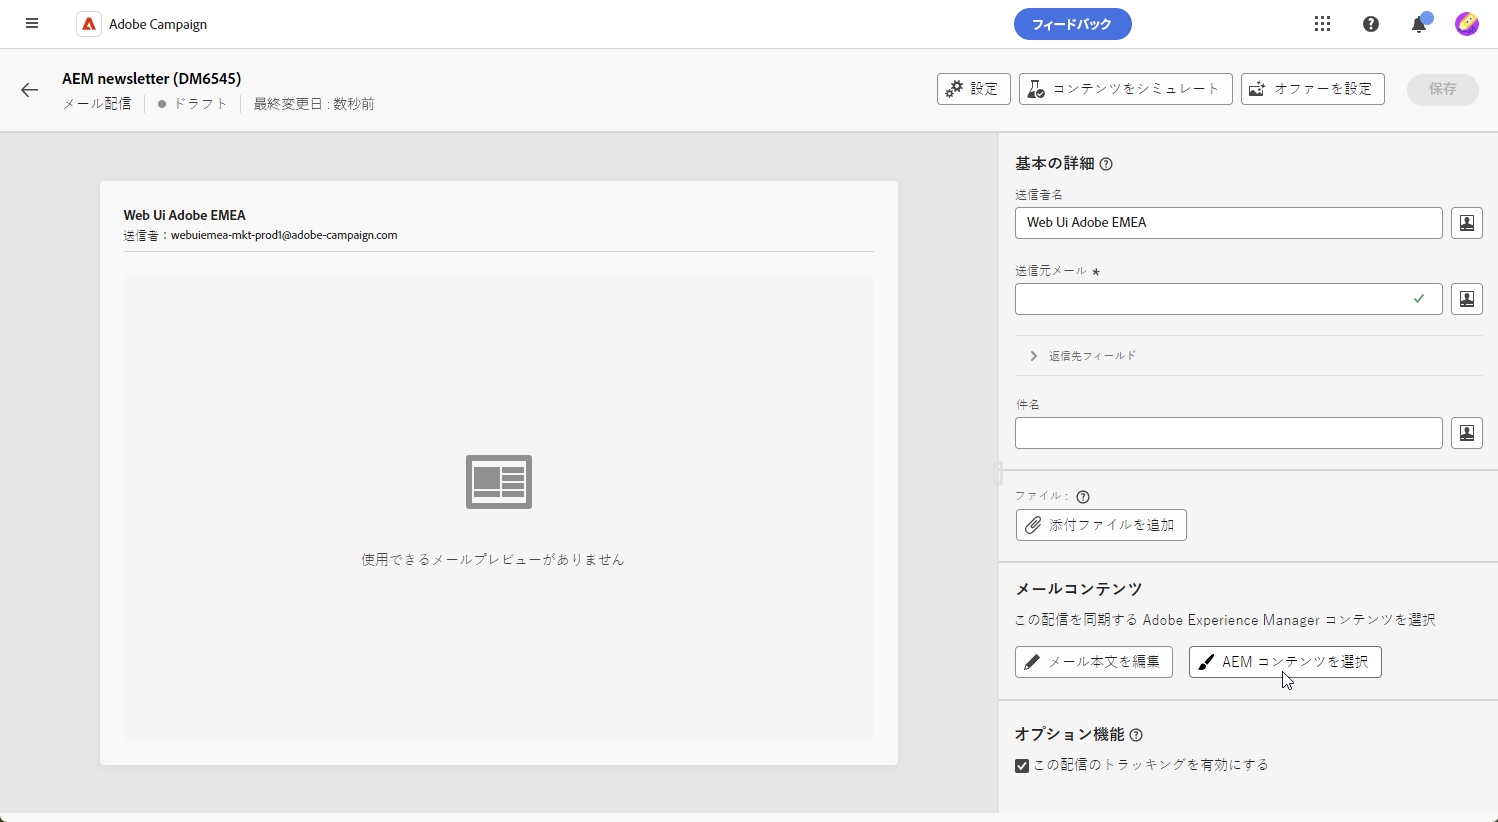 Adobe Campaign
フィードバック
AEM newsletter (DM6545)
メール配信
ドラフト
最終変更日 : 数秒前
設定
コンテンツをシミュレート
オファーを設定
保存
Web Ui Adobe EMEA
送信者：webuiemea-mkt-prod1@adobe-campaign.com
使用できるメールプレビューがありません
基本の詳細
送信者名
Web Ui Adobe EMEA
送信元メール *
返信先フィールド
件名
ファイル :
添付ファイルを追加
メールコンテンツ
この配信を同期する Adobe Experience Manager コンテンツを選択
メール本文を編集
AEM コンテンツを選択
オプション機能
この配信のトラッキングを有効にする